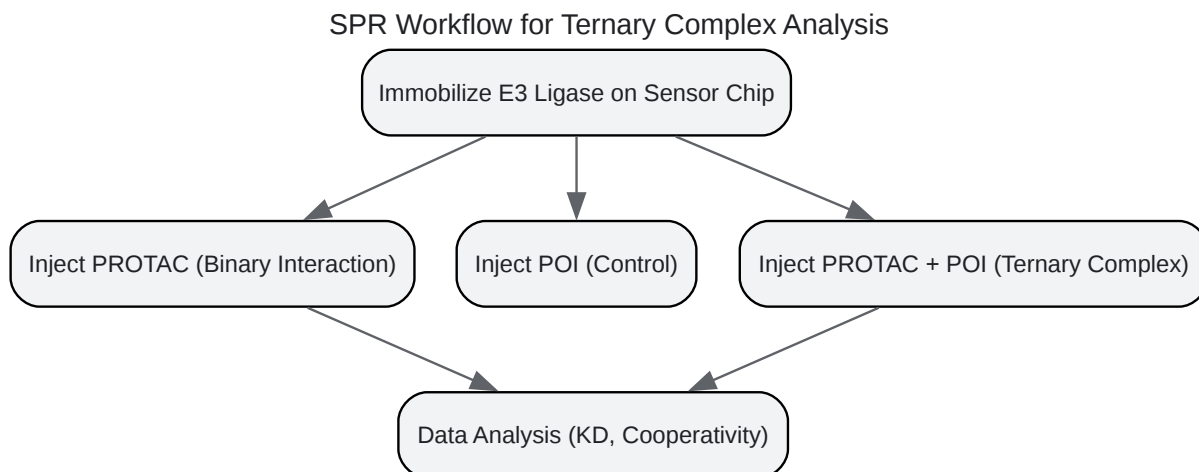 SPR Workflow for Ternary Complex Analysis
Immobilize E3 Ligase on Sensor Chip
Inject PROTAC (Binary Interaction)
Inject POI (Control)
Inject PROTAC + POI (Ternary Complex)
Data Analysis (KD, Cooperativity)